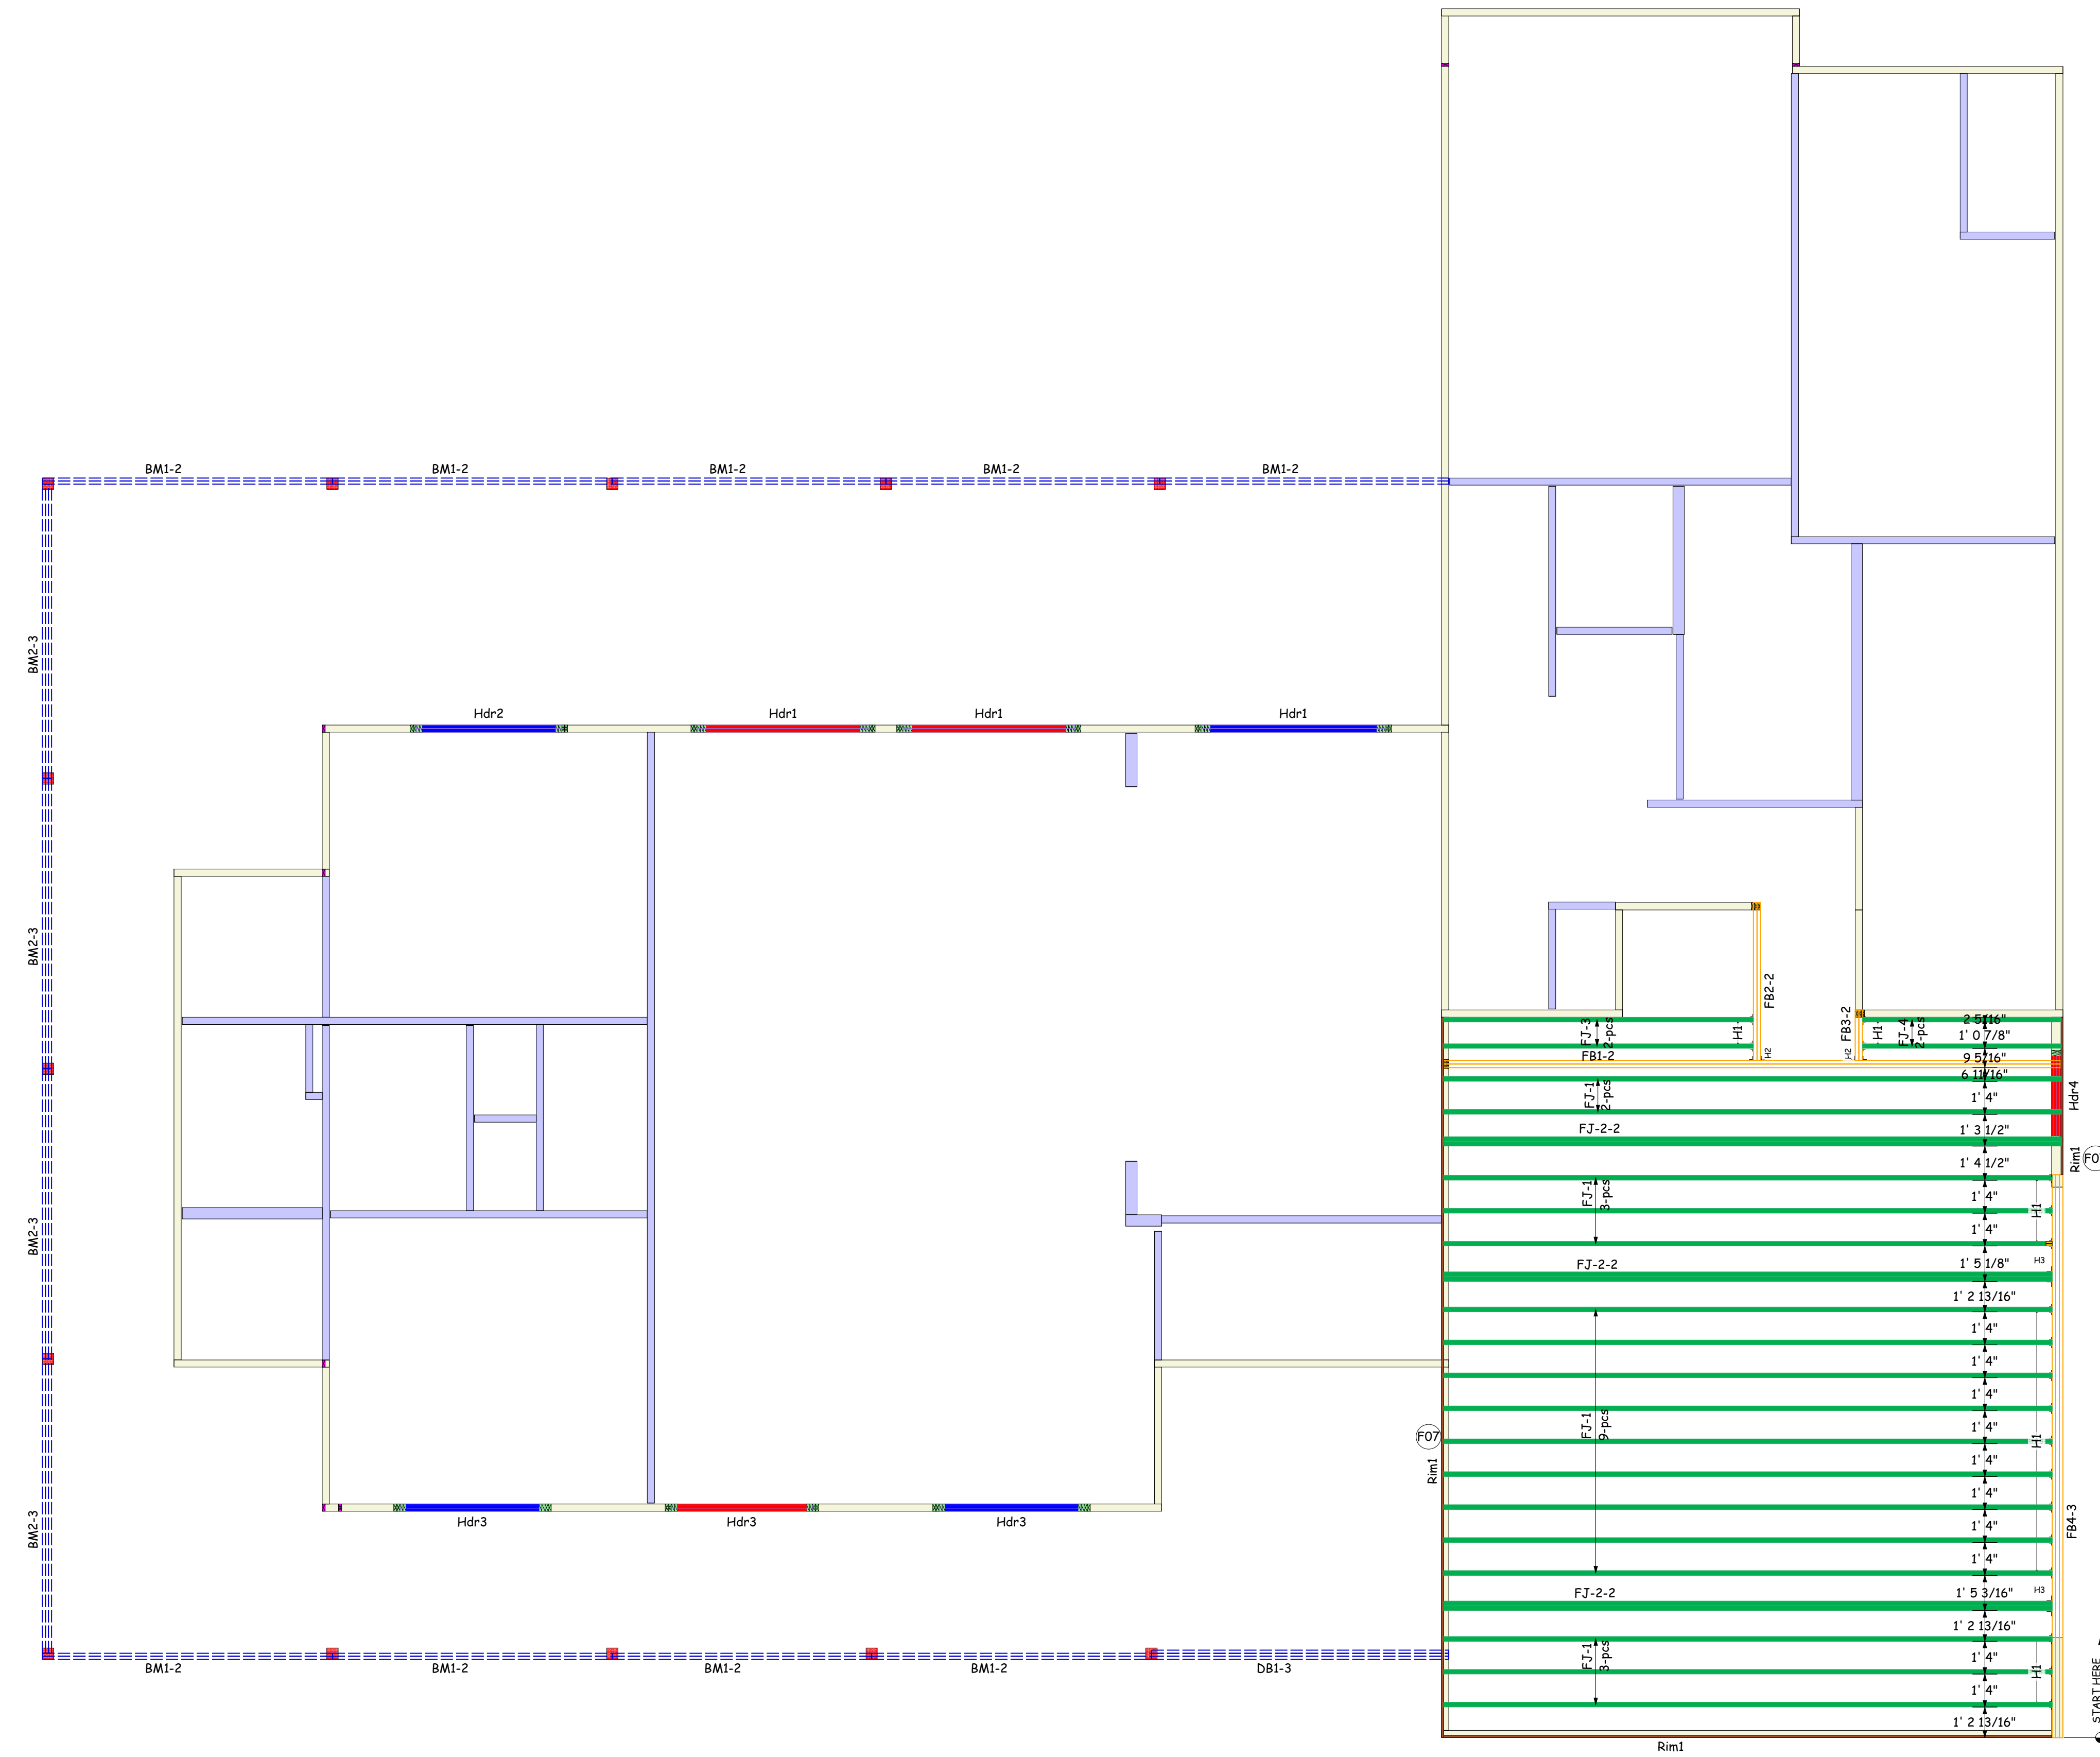 BM1-2 BM1-2 BM1-2 BM1-2 BM1-2
BM2-3
BM2-3
BM2-3
BM2-3
Hdr2 Hdr1 Hdr1 Hdr1
Hdr3 Hdr3 Hdr3
BM1-2 BM1-2 BM1-2 BM1-2 DB1-3
FB2-2
FB3-2
FJ-3
2-pcs
H1
H2
H2
H1
FJ-4
2-pcs
2 5/16"
1' 0 7/8"
FB1-2
9 5/16"
6 11/16"
FJ-1
2-pcs
1' 4"
Hdr4
FJ-2-2
1' 3 1/2"
1' 4 1/2"
Rim1
FJ-1
3-pcs
1' 4"
H1
1' 4"
FJ-2-2
1' 5 1/8"
H3
1' 2 13/16"
1' 4"
1' 4"
1' 4"
F07
Rim1
FJ-1
9-pcs
1' 4"
H1
1' 4"
1' 4"
1' 4"
1' 4"
FB4-3
FJ-2-2
1' 5 3/16"
H3
1' 2 13/16"
FJ-1
3-pcs
1' 4"
H1
1' 4"
1' 2 13/16"
START HERE
Rim1